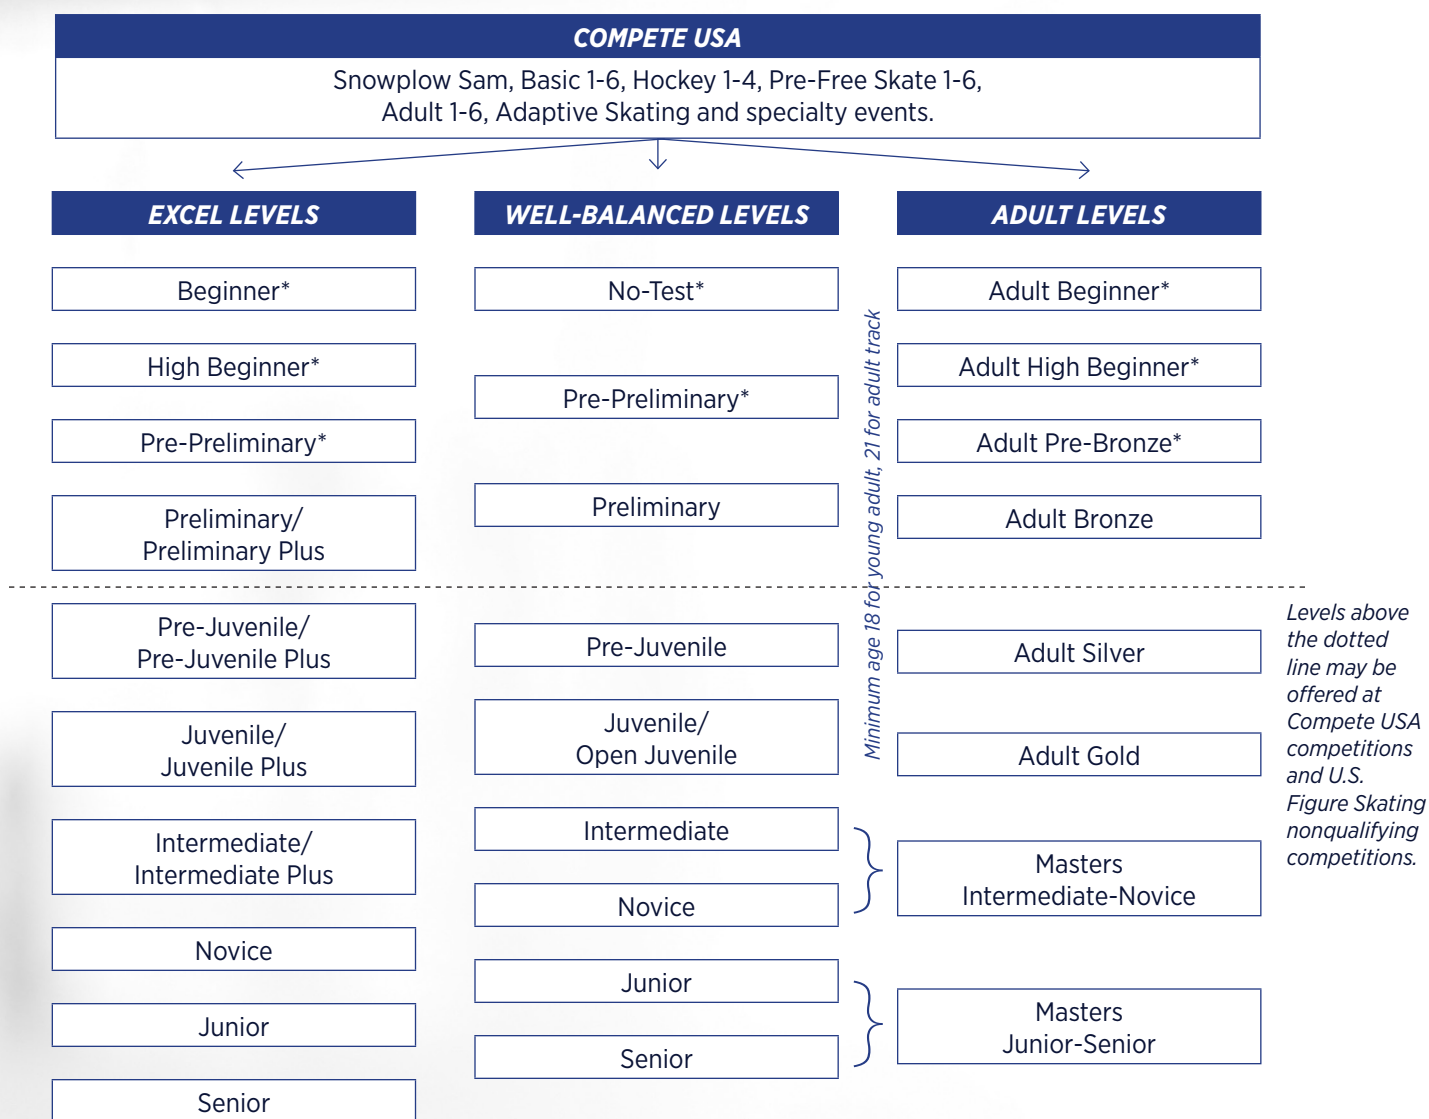 COMPETE USA
Snowplow Sam, Basic 1-6, Hockey 1-4, Pre-Free Skate 1-6,
Adult 1-6, Adaptive Skating and specialty events.
EXCEL LEVELS
Beginner*
High Beginner*
Pre-Preliminary*
Preliminary/
Preliminary Plus
Pre-Juvenile/
Pre-Juvenile Plus
Juvenile/
Juvenile Plus
Intermediate/
Intermediate Plus
Novice
Junior
Senior
WELL-BALANCED LEVELS
No-Test*
Pre-Preliminary*
Preliminary
Pre-Juvenile
Juvenile/
Open Juvenile
Intermediate
Novice
Junior
Senior
Minimum age 18 for young adult, 21 for adult track
ADULT LEVELS
Adult Beginner*
Adult High Beginner*
Adult Pre-Bronze*
Adult Bronze
Adult Silver
Adult Gold
Masters
Intermediate-Novice
Masters
Junior-Senior
Levels above
the dotted
line may be
offered at
Compete USA
competitions
and U.S.
Figure Skating
nonqualifying
competitions.